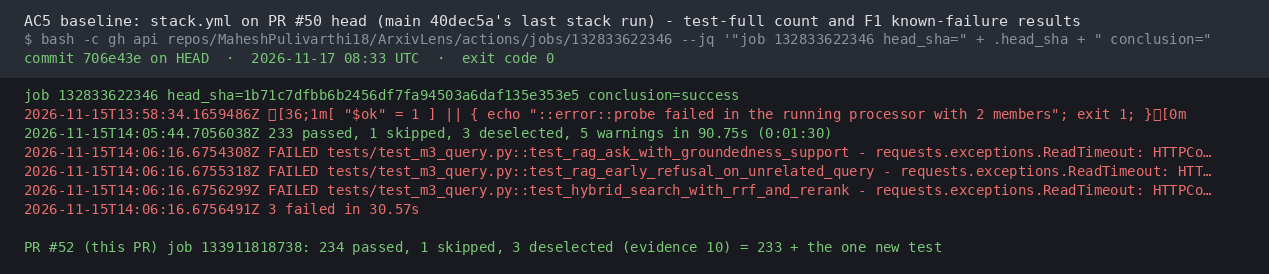 AC5 baseline: stack.yml on PR #50 head (main 40dec5a's last stack run) - test-full count and F1 known-failure results
$ bash -c gh api repos/MaheshPulivarthi18/ArxivLens/actions/jobs/132833622346 --jq '"job 132833622346 head_sha=" + .head_sha + " conclusion="
commit 706e43e on HEAD · 2026-11-17 08:33 UTC · exit code 0
job 132833622346 head_sha=1b71c7dfbb6b2456df7fa94503a6daf135e353e5 conclusion=success
2026-11-15T13:58:34.1659486Z [36;1m[ "$ok" = 1 ] || { echo "::error::probe failed in the running processor with 2 members"; exit 1; }[0m
2026-11-15T14:05:44.7056038Z 233 passed, 1 skipped, 3 deselected, 5 warnings in 90.75s (0:01:30)
2026-11-15T14:06:16.6754308Z FAILED tests/test_m3_query.py::test_rag_ask_with_groundedness_support - requests.exceptions.ReadTimeout: HTTPCo…
2026-11-15T14:06:16.6755318Z FAILED tests/test_m3_query.py::test_rag_early_refusal_on_unrelated_query - requests.exceptions.ReadTimeout: HTT…
2026-11-15T14:06:16.6756299Z FAILED tests/test_m3_query.py::test_hybrid_search_with_rrf_and_rerank - requests.exceptions.ReadTimeout: HTTPCo…
2026-11-15T14:06:16.6756491Z 3 failed in 30.57s
PR #52 (this PR) job 133911818738: 234 passed, 1 skipped, 3 deselected (evidence 10) = 233 + the one new test